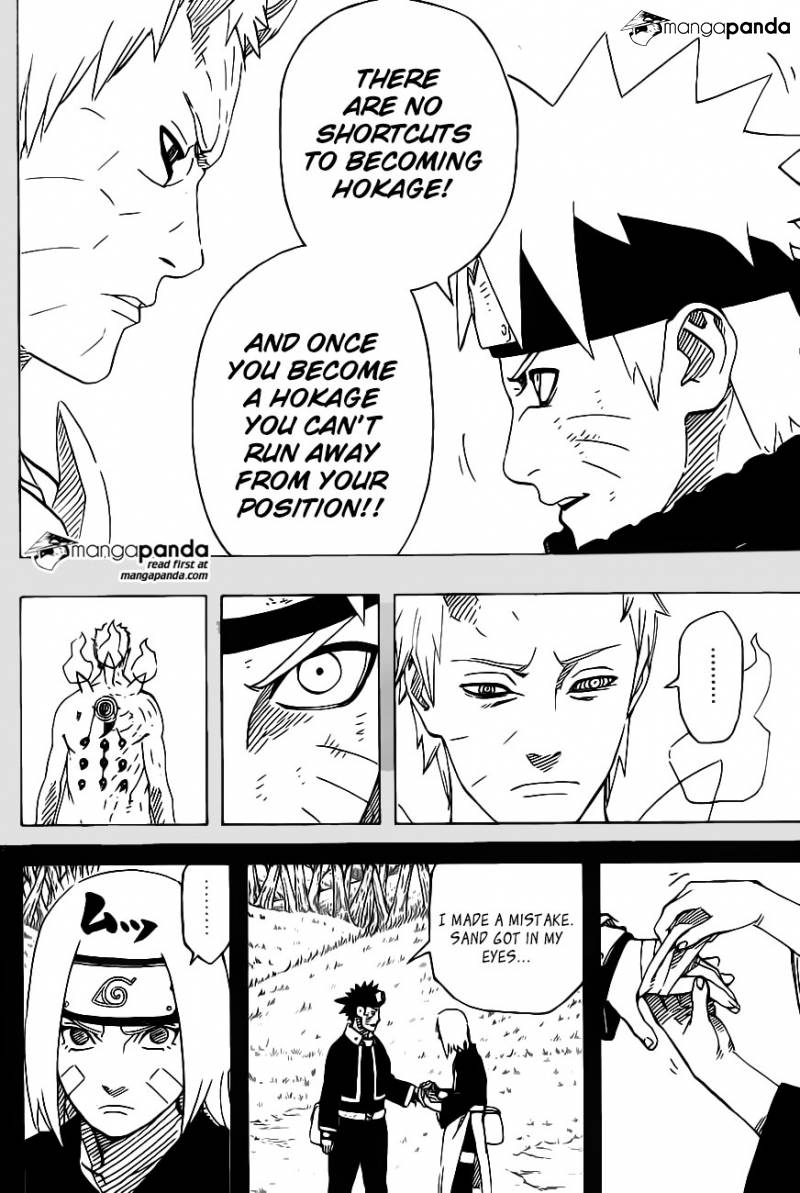 mangapanda
THERE
ARE NO
SHORTCUTS
TO BECOMING
HOKAGE!
AND ONCE
YOU BECOME
A HOKAGE
YOU CAN'T
RUN AWAY
FROM YOUR
POSITION!!
mangapanda
read first at
mangapanda.com
........
......
ムッ
I MADE A MISTAKE.
SAND GOT IN MY
EYES...